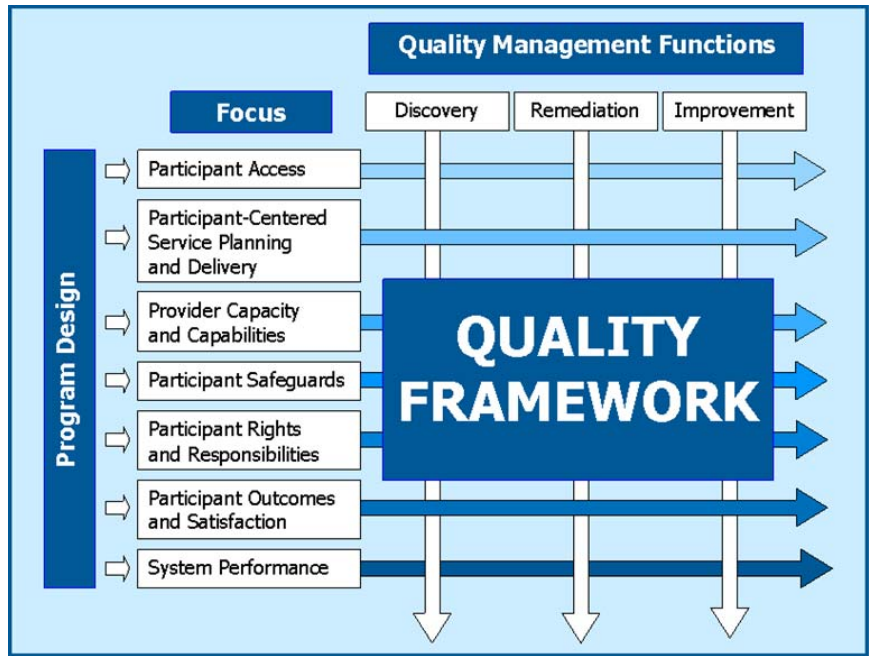 Quality Management Functions
Focus
Discovery
Remediation
Improvement
Program Design
Participant Access
Participant-Centered
Service Planning
and Delivery
Provider Capacity
and Capabilities
Participant Safeguards
Participant Rights
and Responsibilities
Participant Outcomes
and Satisfaction
System Performance
QUALITY
FRAMEWORK